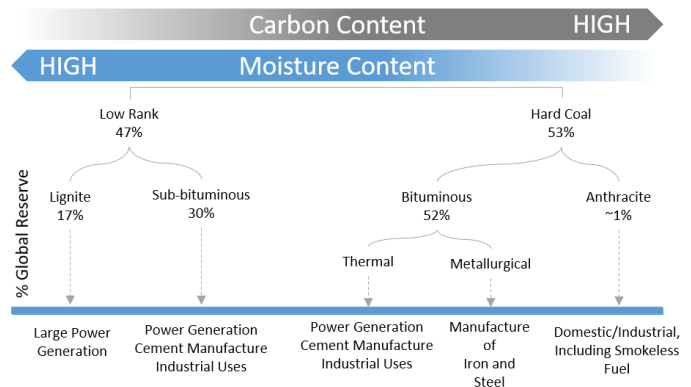 Carbon Content HIGH
HIGH Moisture Content
Low Rank
47%
Hard Coal
53%
% Global Reserve
Lignite
17%
Sub-bituminous
30%
Bituminous
52%
Anthracite
~1%
Thermal
Metallurgical
Large Power
Generation
Power Generation
Cement Manufacture
Industrial Uses
Power Generation
Cement Manufacture
Industrial Uses
Manufacture
of
Iron and
Steel
Domestic/Industrial,
Including Smokeless
Fuel